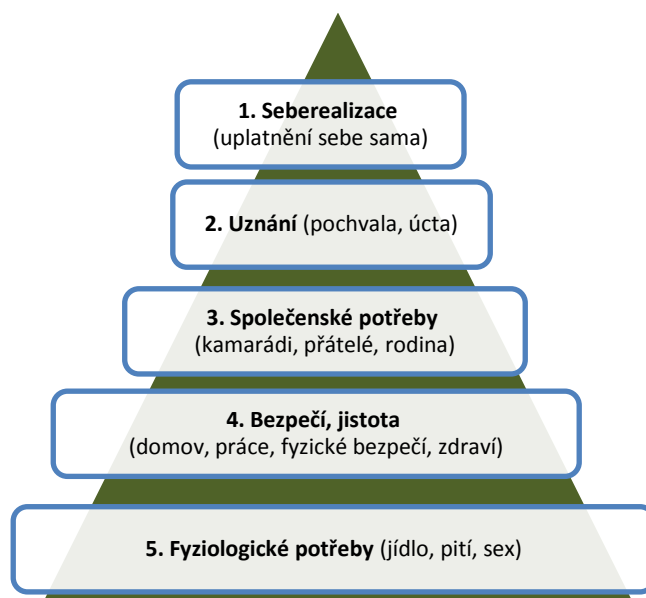 1. Seberealizace
(uplatnění sebe sama)
2. Uznání (pochvala, úcta)
3. Společenské potřeby
(kamarádi, přátelé, rodina)
4. Bezpečí, jistota
(domov, práce, fyzické bezpečí, zdraví)
5. Fyziologické potřeby (jídlo, pití, sex)